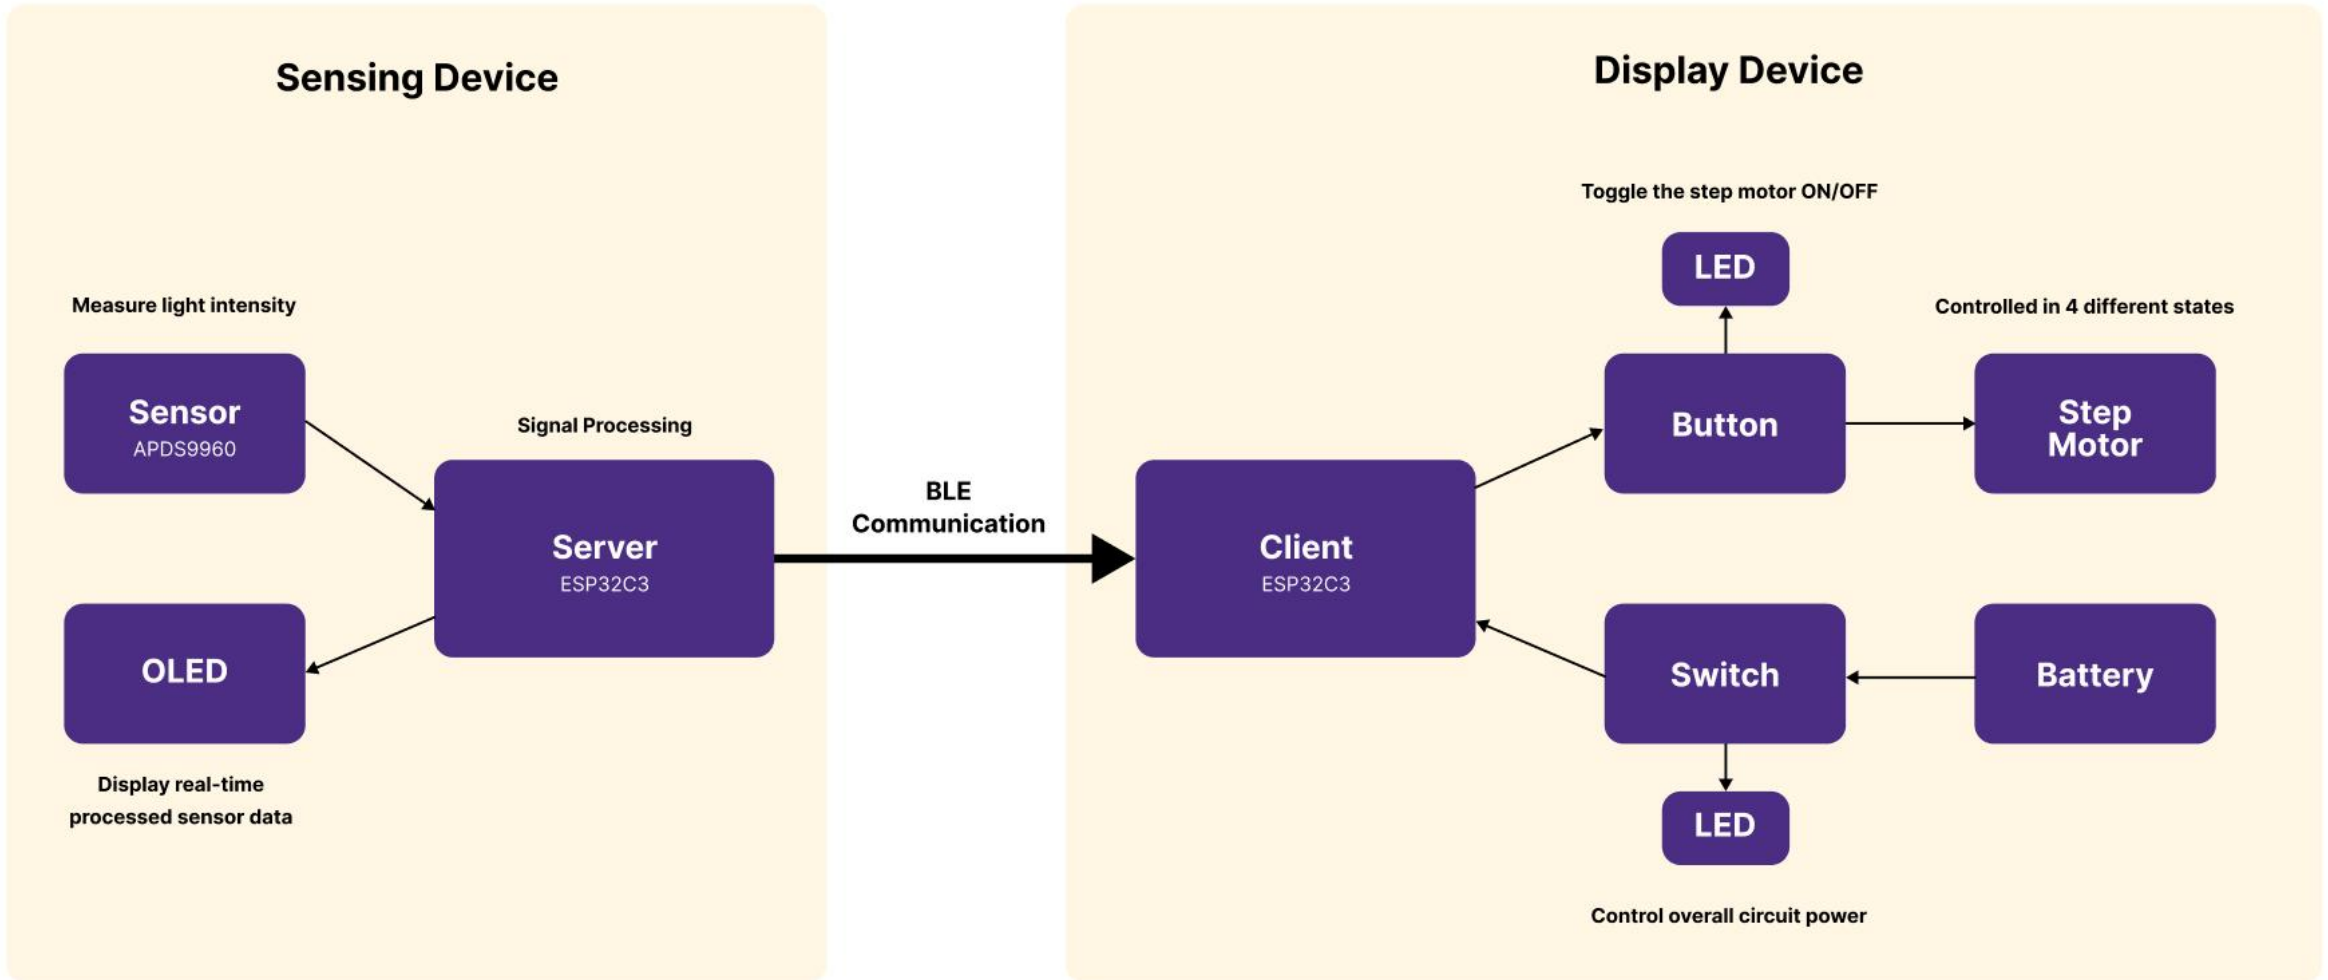 Sensing Device
Measure light intensity
Sensor
APDS9960
Signal Processing
Server
ESP32C3
OLED
Display real-time
processed sensor data
BLE
Communication
Display Device
Toggle the step motor ON/OFF
LED
Controlled in 4 different states
Button
Step
Motor
Client
ESP32C3
Switch
Battery
LED
Control overall circuit power